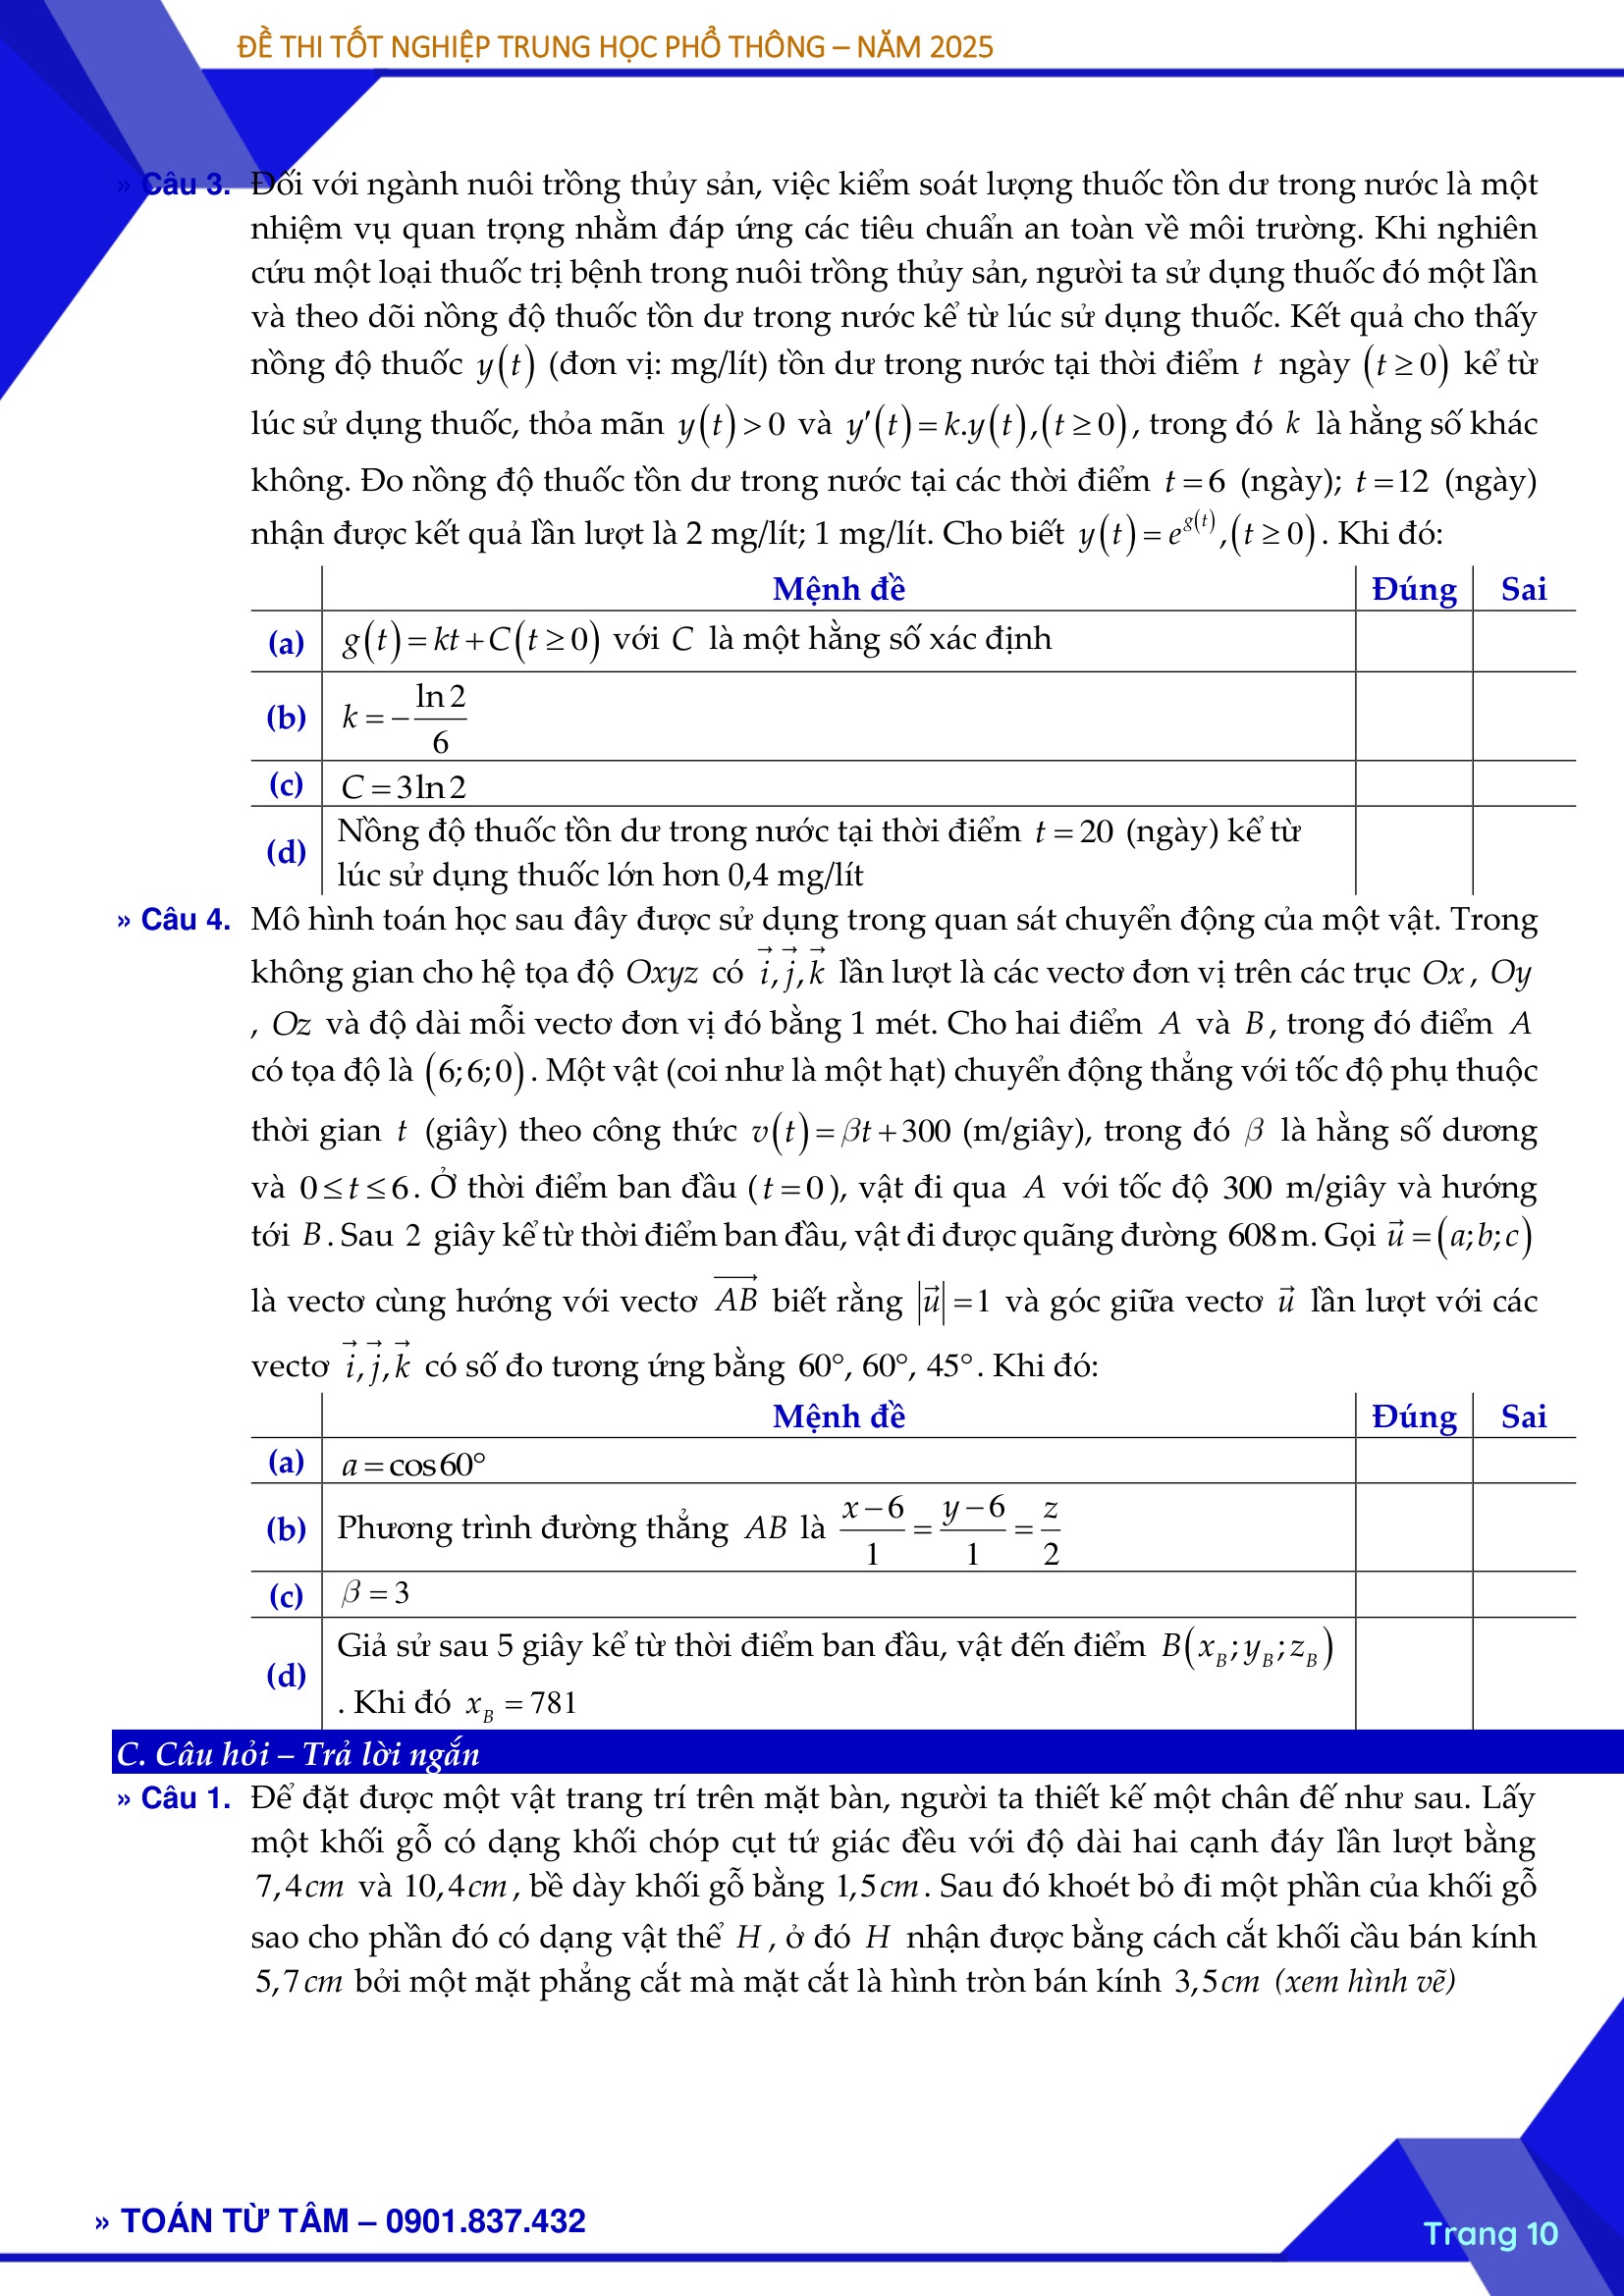 ĐỀ THI TỐT NGHIỆP TRUNG HỌC PHỔ THÔNG – NĂM 2025
» Câu 3. Đối với ngành nuôi trồng thủy sản, việc kiểm soát lượng thuốc tồn dư trong nước là một
nhiệm vụ quan trọng nhằm đáp ứng các tiêu chuẩn an toàn về môi trường. Khi nghiên
cứu một loại thuốc trị bệnh trong nuôi trồng thủy sản, người ta sử dụng thuốc đó một lần
và theo dõi nồng độ thuốc tồn dư trong nước kể từ lúc sử dụng thuốc. Kết quả cho thấy
nồng độ thuốc y(t) (đơn vị: mg/lít) tồn dư trong nước tại thời điểm t ngày (t ≥ 0) kể từ
lúc sử dụng thuốc, thỏa mãn y(t) > 0 và y′(t) = k.y(t),(t ≥ 0), trong đó k là hằng số khác
không. Đo nồng độ thuốc tồn dư trong nước tại các thời điểm t = 6 (ngày); t = 12 (ngày)
nhận được kết quả lần lượt là 2 mg/lít; 1 mg/lít. Cho biết y(t) = e^{g(t)},(t ≥ 0). Khi đó:
Mệnh đề Đúng Sai
(a) g(t) = kt + C(t ≥ 0) với C là một hằng số xác định
(b) k = −\frac{ln 2}{6}
(c) C = 3ln2
(d) Nồng độ thuốc tồn dư trong nước tại thời điểm t = 20 (ngày) kể từ
lúc sử dụng thuốc lớn hơn 0,4 mg/lít
» Câu 4. Mô hình toán học sau đây được sử dụng trong quan sát chuyển động của một vật. Trong
không gian cho hệ tọa độ Oxyz có \vec{i}, \vec{j}, \vec{k} lần lượt là các vectơ đơn vị trên các trục Ox, Oy
, Oz và độ dài mỗi vectơ đơn vị đó bằng 1 mét. Cho hai điểm A và B, trong đó điểm A
có tọa độ là (6;6;0). Một vật (coi như là một hạt) chuyển động thẳng với tốc độ phụ thuộc
thời gian t (giây) theo công thức v(t) = βt + 300 (m/giây), trong đó β là hằng số dương
và 0 ≤ t ≤ 6. Ở thời điểm ban đầu (t = 0), vật đi qua A với tốc độ 300 m/giây và hướng
tới B. Sau 2 giây kể từ thời điểm ban đầu, vật đi được quãng đường 608m. Gọi \vec{u} = (a;b;c)
là vectơ cùng hướng với vectơ \overrightarrow{AB} biết rằng |\vec{u}| = 1 và góc giữa vectơ \vec{u} lần lượt với các
vectơ \vec{i}, \vec{j}, \vec{k} có số đo tương ứng bằng 60°, 60°, 45°. Khi đó:
Mệnh đề Đúng Sai
(a) a = cos60°
(b) Phương trình đường thẳng AB là \frac{x−6}{1} = \frac{y−6}{1} = \frac{z}{2}
(c) β = 3
(d) Giả sử sau 5 giây kể từ thời điểm ban đầu, vật đến điểm B(x_B; y_B; z_B)
. Khi đó x_B = 781
C. Câu hỏi – Trả lời ngắn
» Câu 1. Để đặt được một vật trang trí trên mặt bàn, người ta thiết kế một chân đế như sau. Lấy
một khối gỗ có dạng khối chóp cụt tứ giác đều với độ dài hai cạnh đáy lần lượt bằng
7,4cm và 10,4cm, bề dày khối gỗ bằng 1,5cm. Sau đó khoét bỏ đi một phần của khối gỗ
sao cho phần đó có dạng vật thể H, ở đó H nhận được bằng cách cắt khối cầu bán kính
5,7cm bởi một mặt phẳng cắt mà mặt cắt là hình tròn bán kính 3,5cm (xem hình vẽ)
» TOÁN TỪ TÂM – 0901.837.432
Trang 10